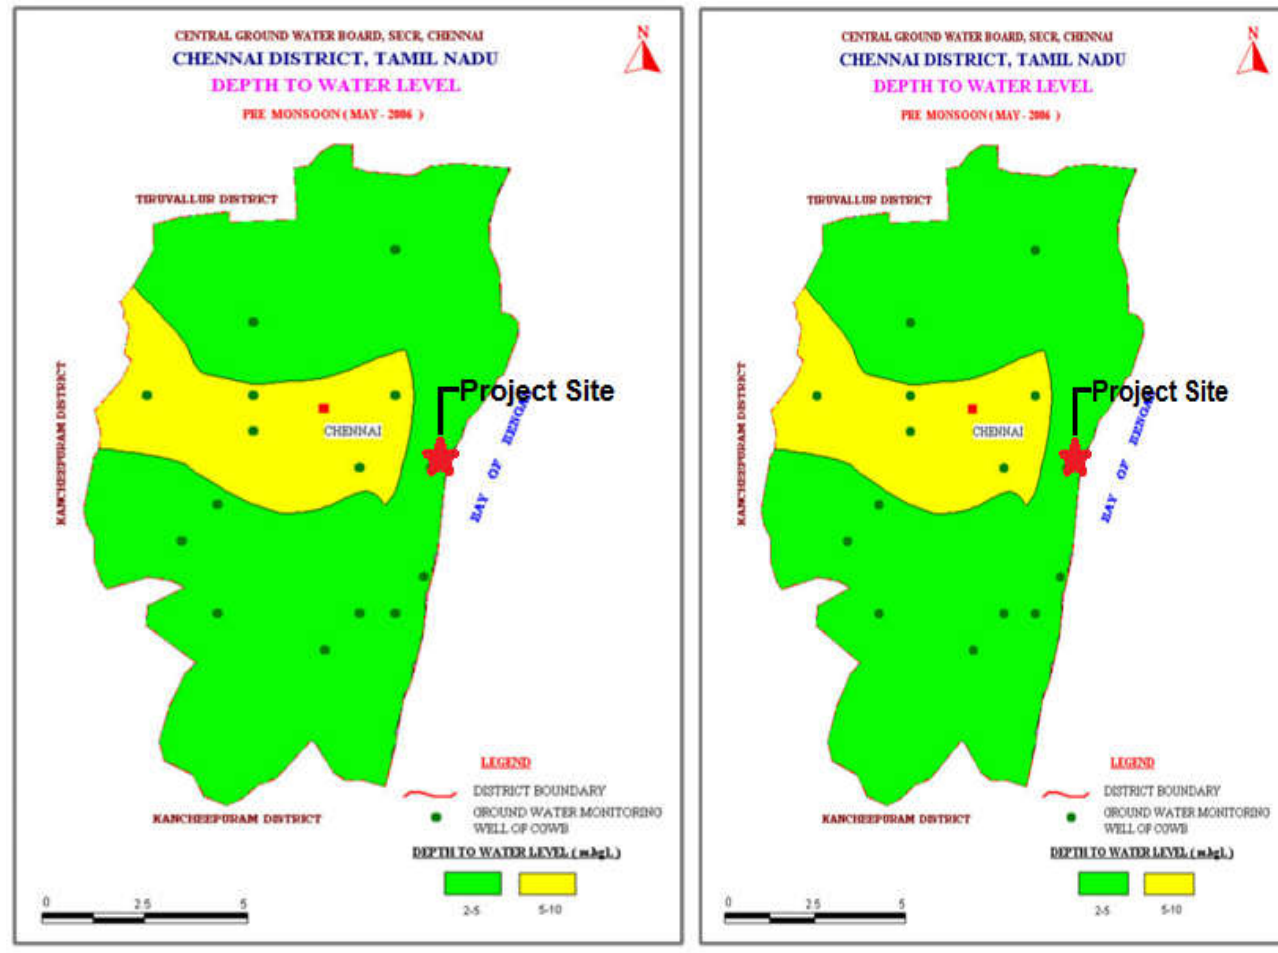 CENTRAL GROUND WATER BOARD, SECR, CHENNAI
CHENNAI DISTRICT, TAMIL NADU
DEPTH TO WATER LEVEL
PRE MONSOON ( MAY - 2006 )
N
TIRUVALLUR DISTRICT
KANCHEEPURAM DISTRICT
Project Site
CHENNAI
BAY OF BENGA
LEGEND
DISTRICT BOUNDARY
GROUND WATER MONITORING
WELL OF CGWB
KANCHEEPURAM DISTRICT
DEPTH TO WATER LEVEL ( m.bgl. )
2-5 5-10
0 2.5 5
CENTRAL GROUND WATER BOARD, SECR, CHENNAI
CHENNAI DISTRICT, TAMIL NADU
DEPTH TO WATER LEVEL
PRE MONSOON ( MAY - 2006 )
N
TIRUVALLUR DISTRICT
KANCHEEPURAM DISTRICT
Project Site
CHENNAI
BAY OF BENGA
LEGEND
DISTRICT BOUNDARY
GROUND WATER MONITORING
WELL OF CGWB
KANCHEEPURAM DISTRICT
DEPTH TO WATER LEVEL ( m.bgl. )
2-5 5-10
0 2.5 5